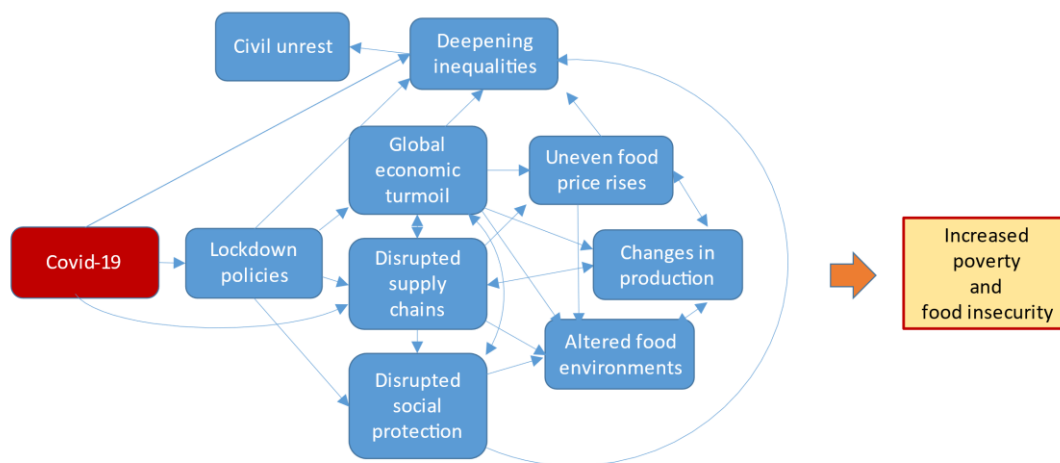 Civil unrest
Deepening
inequalities
Global
economic
turmoil
Uneven food
price rises
Covid-19
Lockdown
policies
Disrupted
supply
chains
Changes in
production
Increased
poverty
and
food insecurity
Altered food
environments
Disrupted
social
protection